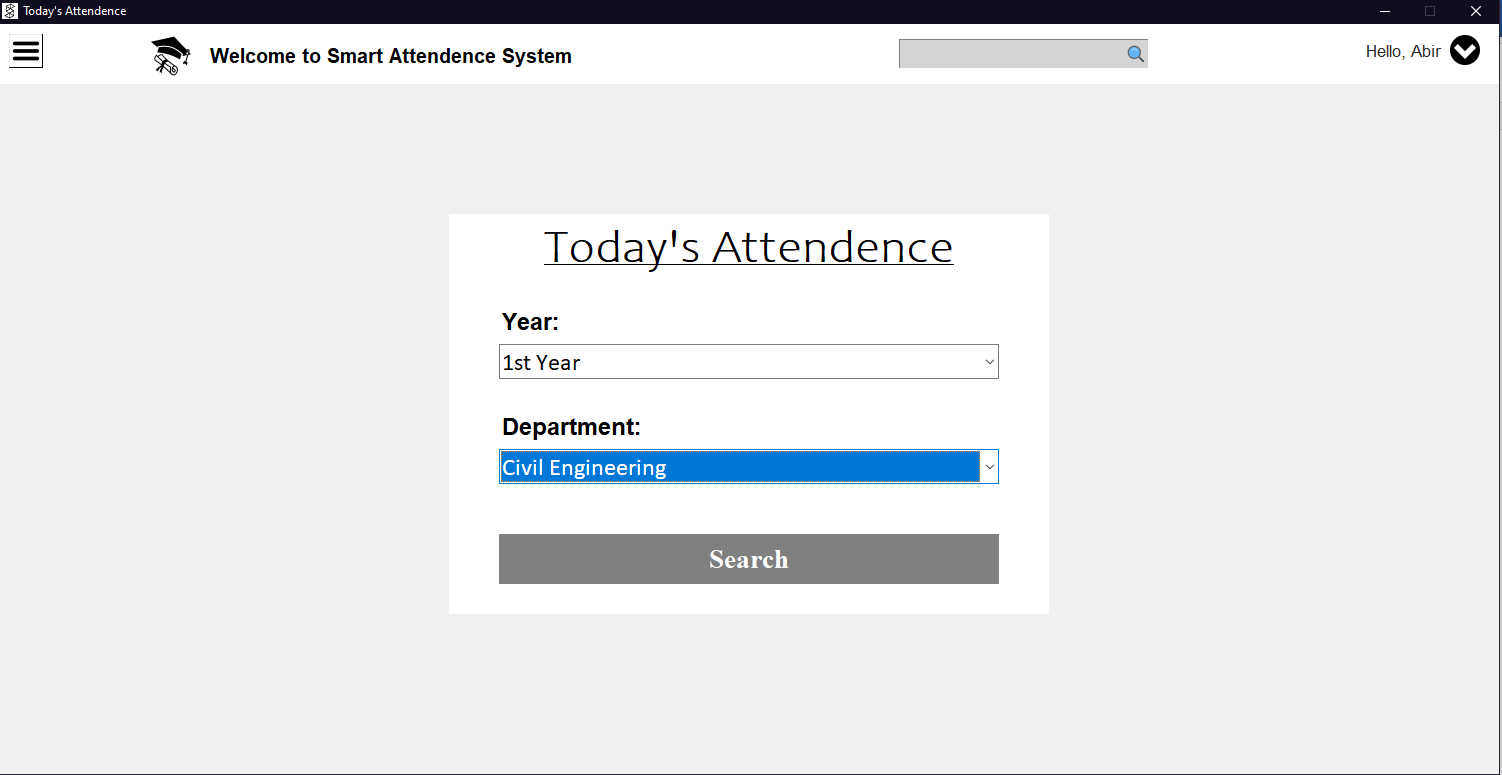 Today's Attendence
Welcome to Smart Attendence System
Hello, Abir
Today's Attendence
Year:
1st Year
Department:
Civil Engineering
Search